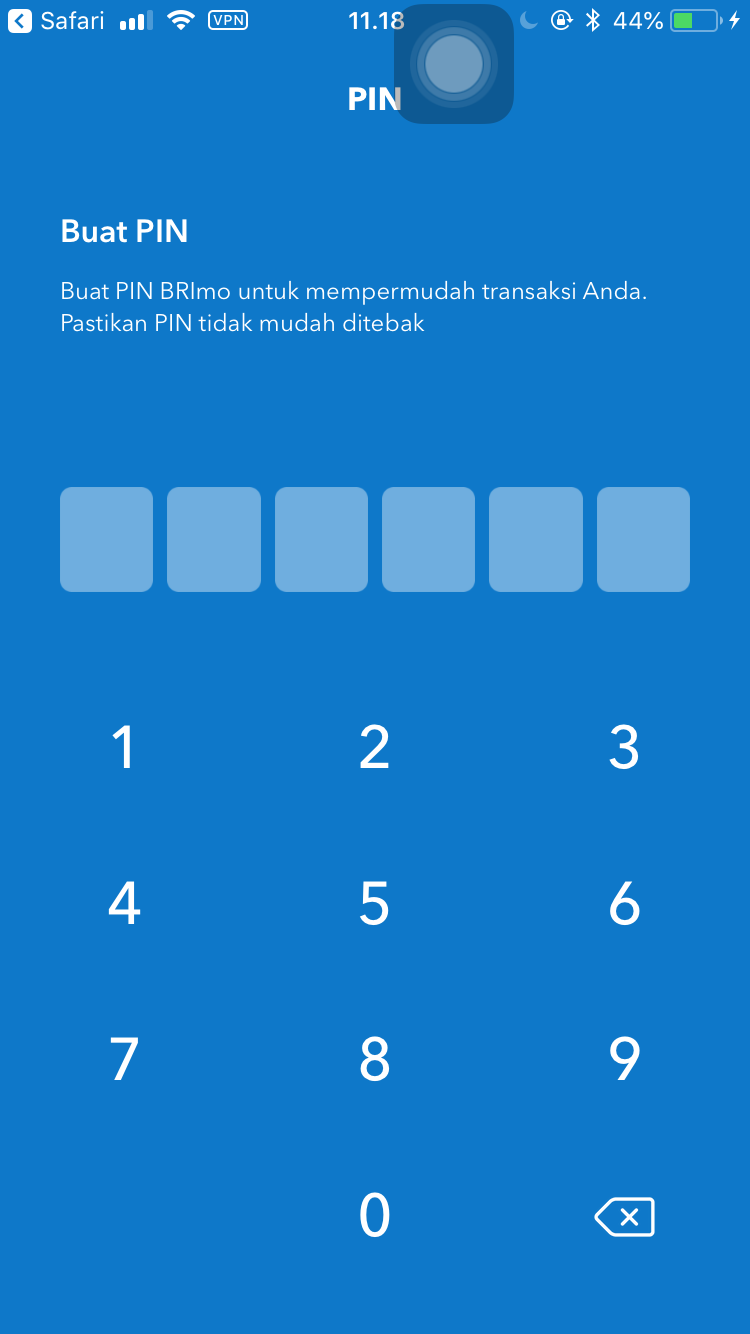 Safari VPN 11.18 44%
PIN
Buat PIN
Buat PIN BRImo untuk mempermudah transaksi Anda.
Pastikan PIN tidak mudah ditebak
1 2 3
4 5 6
7 8 9
0